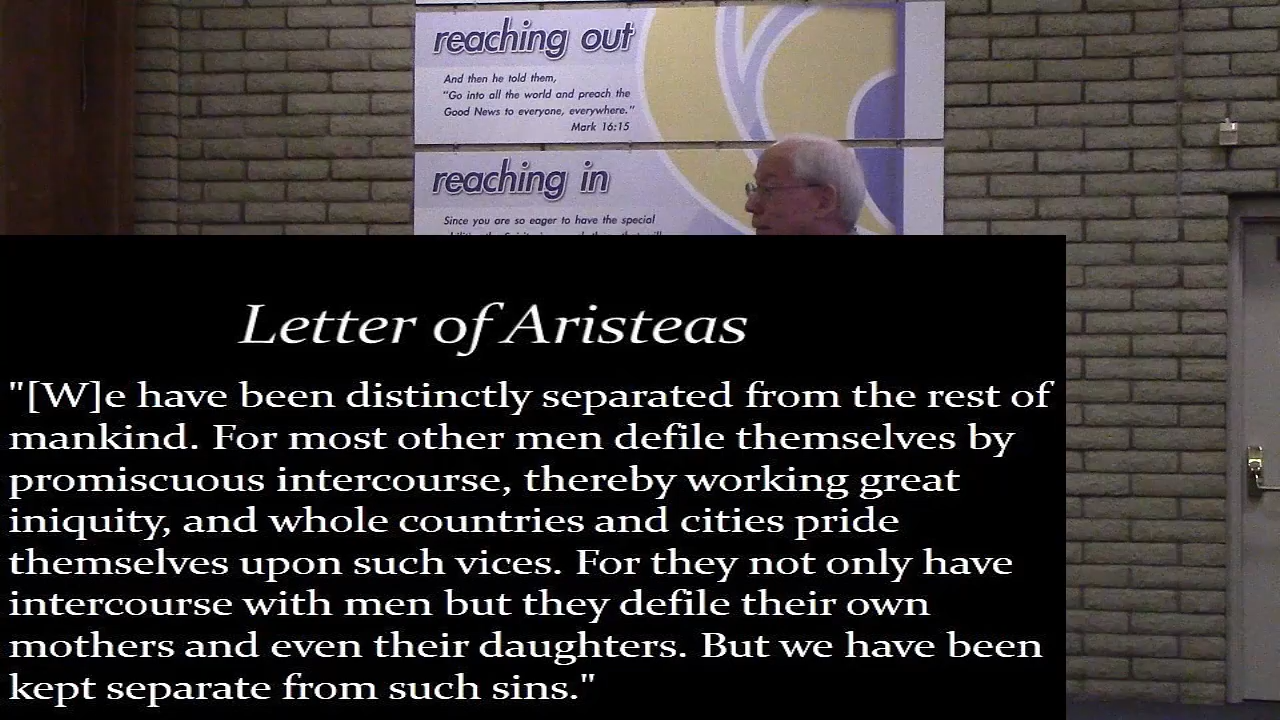 reaching out
And then he told them,
"Go into all the world and preach the
Good News to everyone, everywhere."
Mark 16:15
reaching in
Since you are so eager to have the special
Letter of Aristeas
"[W]e have been distinctly separated from the rest of
mankind. For most other men defile themselves by
promiscuous intercourse, thereby working great
iniquity, and whole countries and cities pride
themselves upon such vices. For they not only have
intercourse with men but they defile their own
mothers and even their daughters. But we have been
kept separate from such sins."